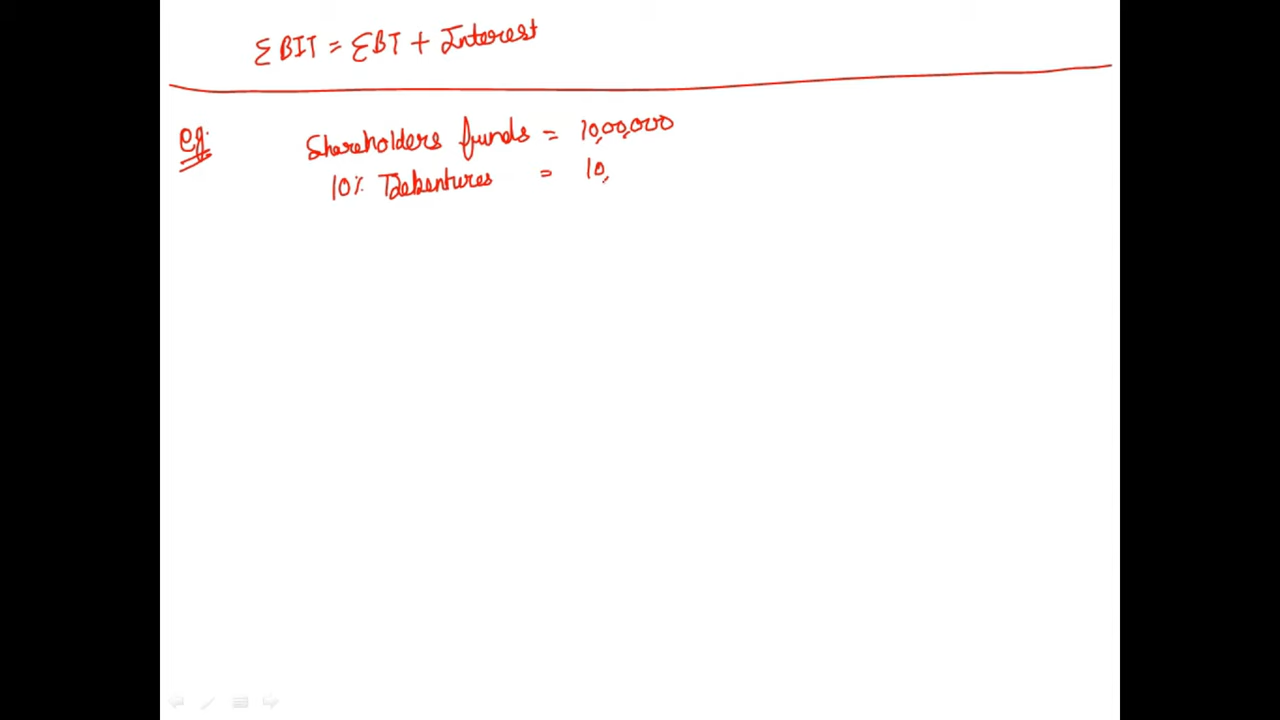 EBIT = EBT + Interest
eg.
Shareholders funds = 10,00,000
10% Debentures = 10,